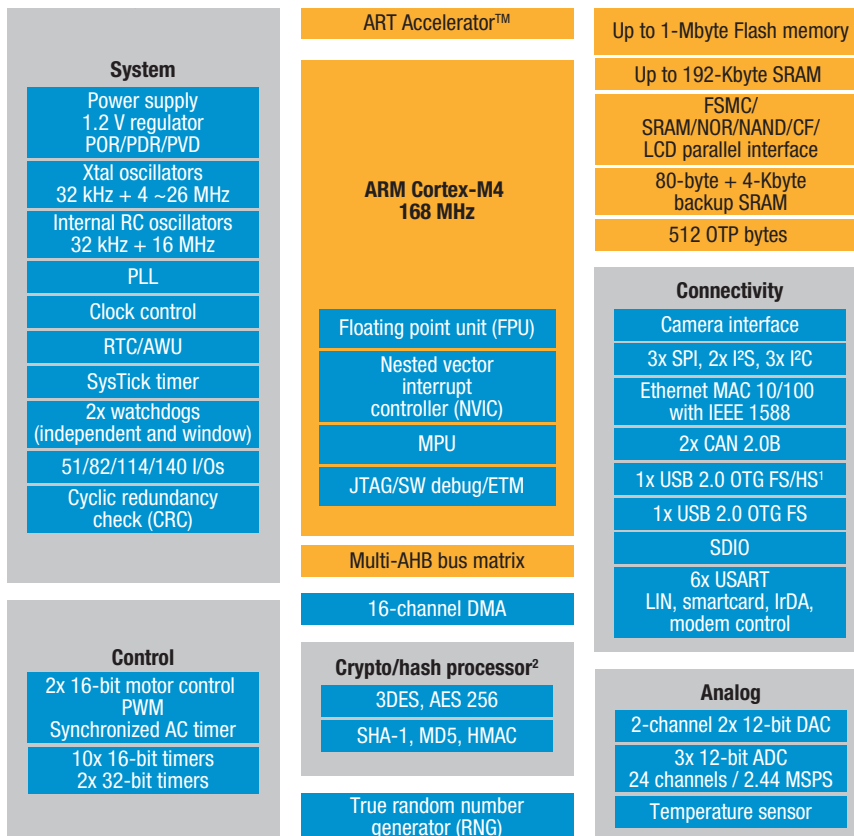 System
Power supply
1.2 V regulator
POR/PDR/PVD
Xtal oscillators
32 kHz + 4 ~26 MHz
Internal RC oscillators
32 kHz + 16 MHz
PLL
Clock control
RTC/AWU
SysTick timer
2x watchdogs
(independent and window)
51/82/114/140 I/Os
Cyclic redundancy
check (CRC)
Control
2x 16-bit motor control
PWM
Synchronized AC timer
10x 16-bit timers
2x 32-bit timers
ART Accelerator™
ARM Cortex-M4
168 MHz
Floating point unit (FPU)
Nested vector
interrupt
controller (NVIC)
MPU
JTAG/SW debug/ETM
Multi-AHB bus matrix
16-channel DMA
Crypto/hash processor²
3DES, AES 256
SHA-1, MD5, HMAC
True random number
generator (RNG)
Up to 1-Mbyte Flash memory
Up to 192-Kbyte SRAM
FSMC/
SRAM/NOR/NAND/CF/
LCD parallel interface
80-byte + 4-Kbyte
backup SRAM
512 OTP bytes
Connectivity
Camera interface
3x SPI, 2x I²S, 3x I²C
Ethernet MAC 10/100
with IEEE 1588
2x CAN 2.0B
1x USB 2.0 OTG FS/HS¹
1x USB 2.0 OTG FS
SDIO
6x USART
LIN, smartcard, IrDA,
modem control
Analog
2-channel 2x 12-bit DAC
3x 12-bit ADC
24 channels / 2.44 MSPS
Temperature sensor